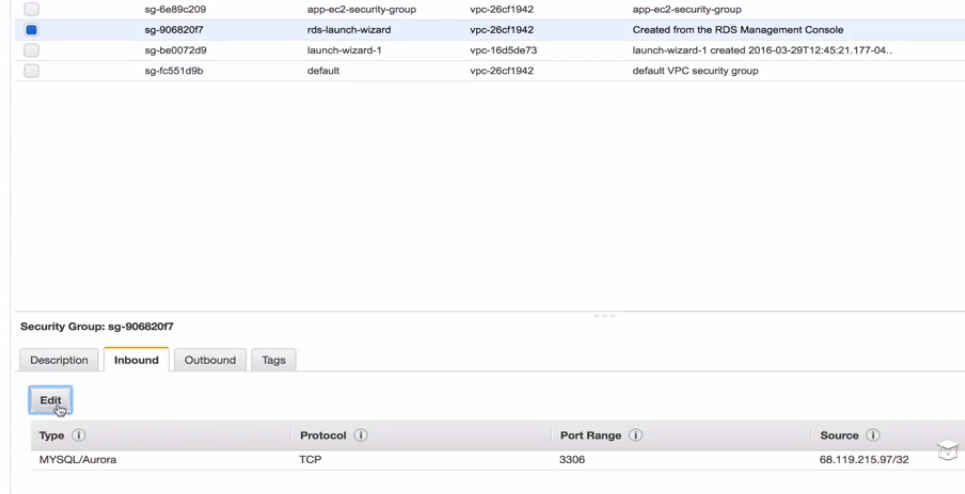 sg-6e89c209 app-ec2-security-group vpc-26cf1942 app-ec2-security-group
sg-906820f7 rds-launch-wizard vpc-26cf1942 Created from the RDS Management Console
sg-be0072d9 launch-wizard-1 vpc-16d5de73 launch-wizard-1 created 2016-03-29T12:45:21.177-04..
sg-fc551d9b default vpc-26cf1942 default VPC security group
Security Group: sg-906820f7
Description Inbound Outbound Tags
Edit
Type Protocol Port Range Source
MYSQL/Aurora TCP 3306 68.119.215.97/32